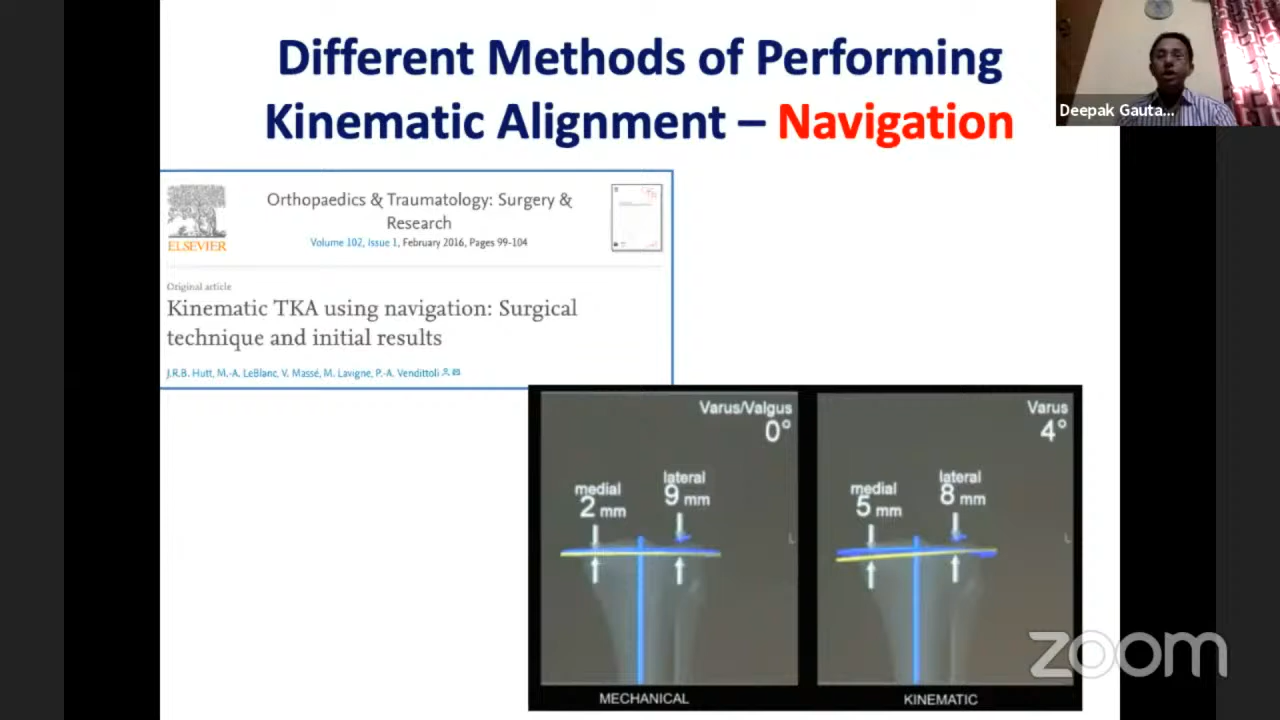 Different Methods of Performing
Kinematic Alignment – Navigation
Deepak Gauta...
ELSEVIER
Orthopaedics & Traumatology: Surgery &
Research
Volume 102, Issue 1, February 2016, Pages 99-104
Original article
Kinematic TKA using navigation: Surgical
technique and initial results
J.R.B. Hutt, M.-A. LeBlanc, V. Massé, M. Lavigne, P.-A. Vendittoli
Varus/Valgus
0°
medial
2 mm
lateral
9 mm
L
MECHANICAL
Varus
4°
medial
5 mm
lateral
8 mm
L
KINEMATIC
zoom